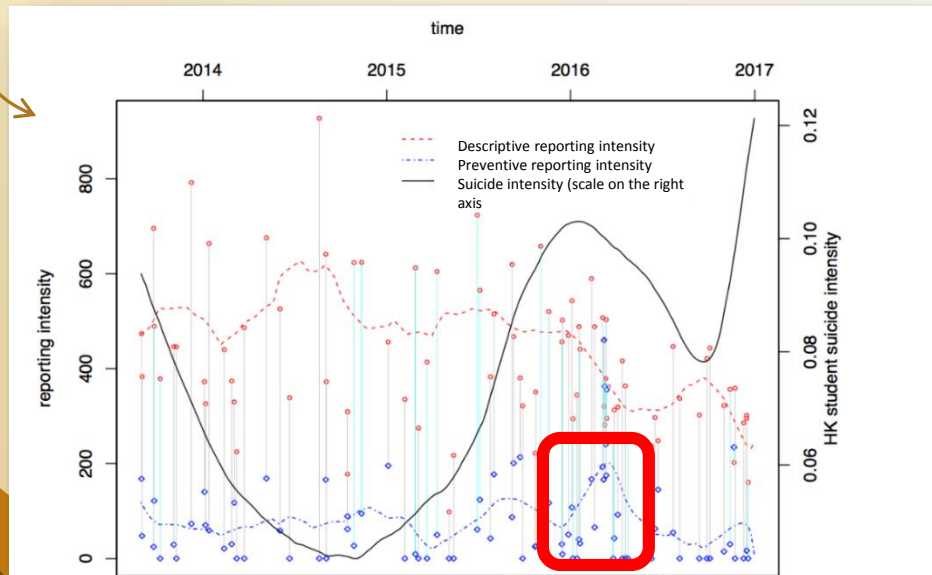 time
2014 2015 2016 2017
Descriptive reporting intensity
Preventive reporting intensity
Suicide intensity (scale on the right
axis
reporting intensity
0 200 400 600 800
HK student suicide intensity
0.06 0.08 0.10 0.12